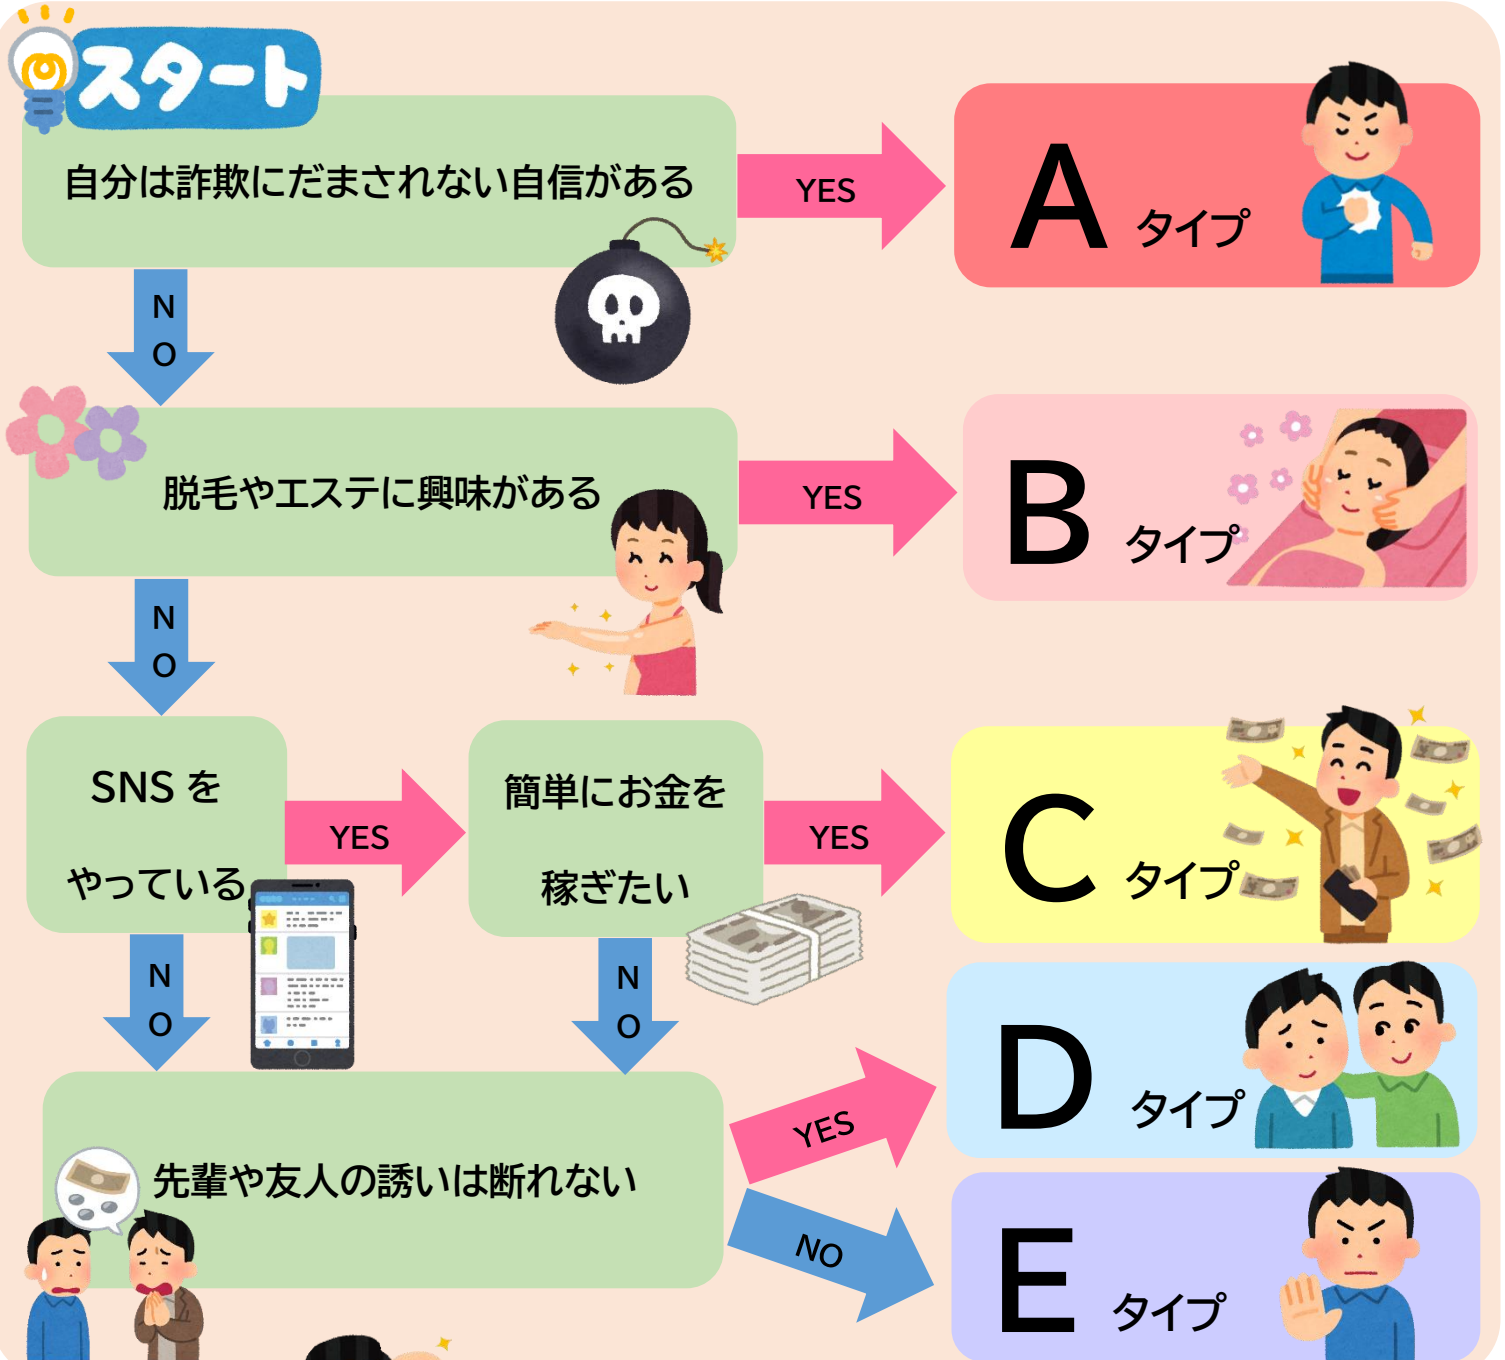 スタート
自分は詐欺にだまされない自信がある
YES
A タイプ
NO
脱毛やエステに興味がある
YES
B タイプ
NO
SNS を
やっている
YES
簡単にお金を
稼ぎたい
YES
C タイプ
NO
NO
先輩や友人の誘いは断れない
YES
D タイプ
NO
E タイプ